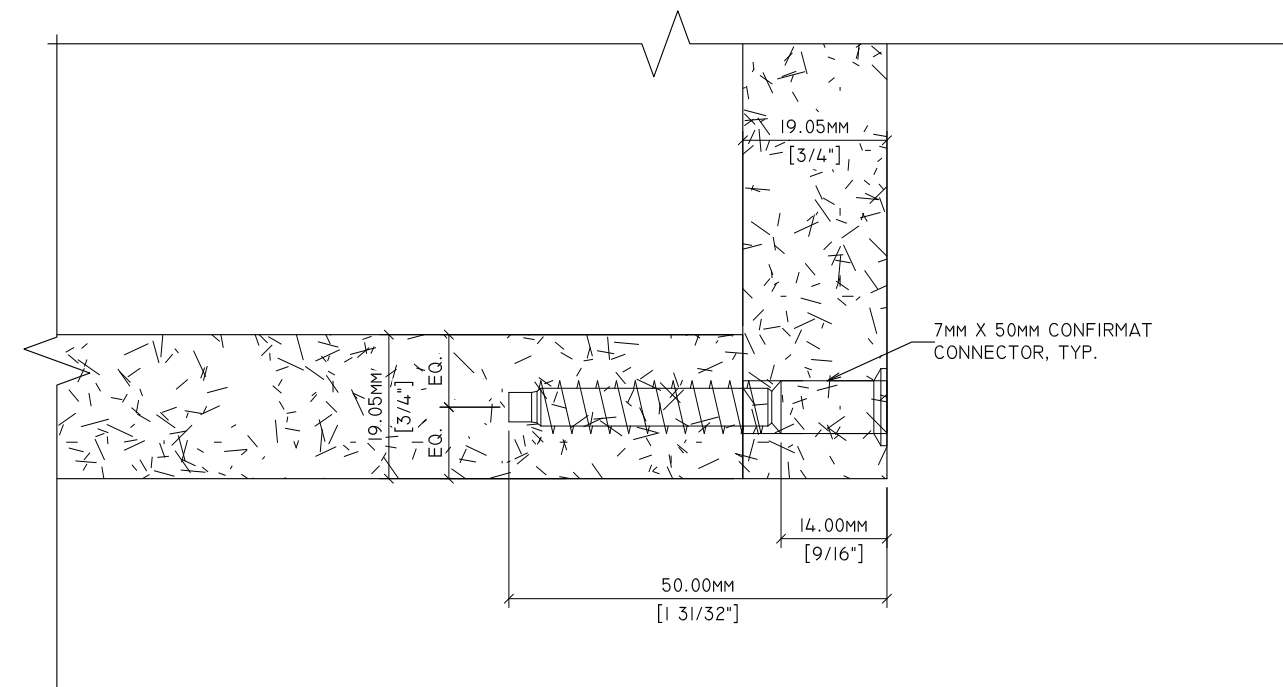 19.05MM
[3/4"]
7MM X 50MM CONFIRMAT
CONNECTOR, TYP.
19.05MM
[3/4"]
EQ.
EQ.
14.00MM
[9/16"]
50.00MM
[1 31/32"]